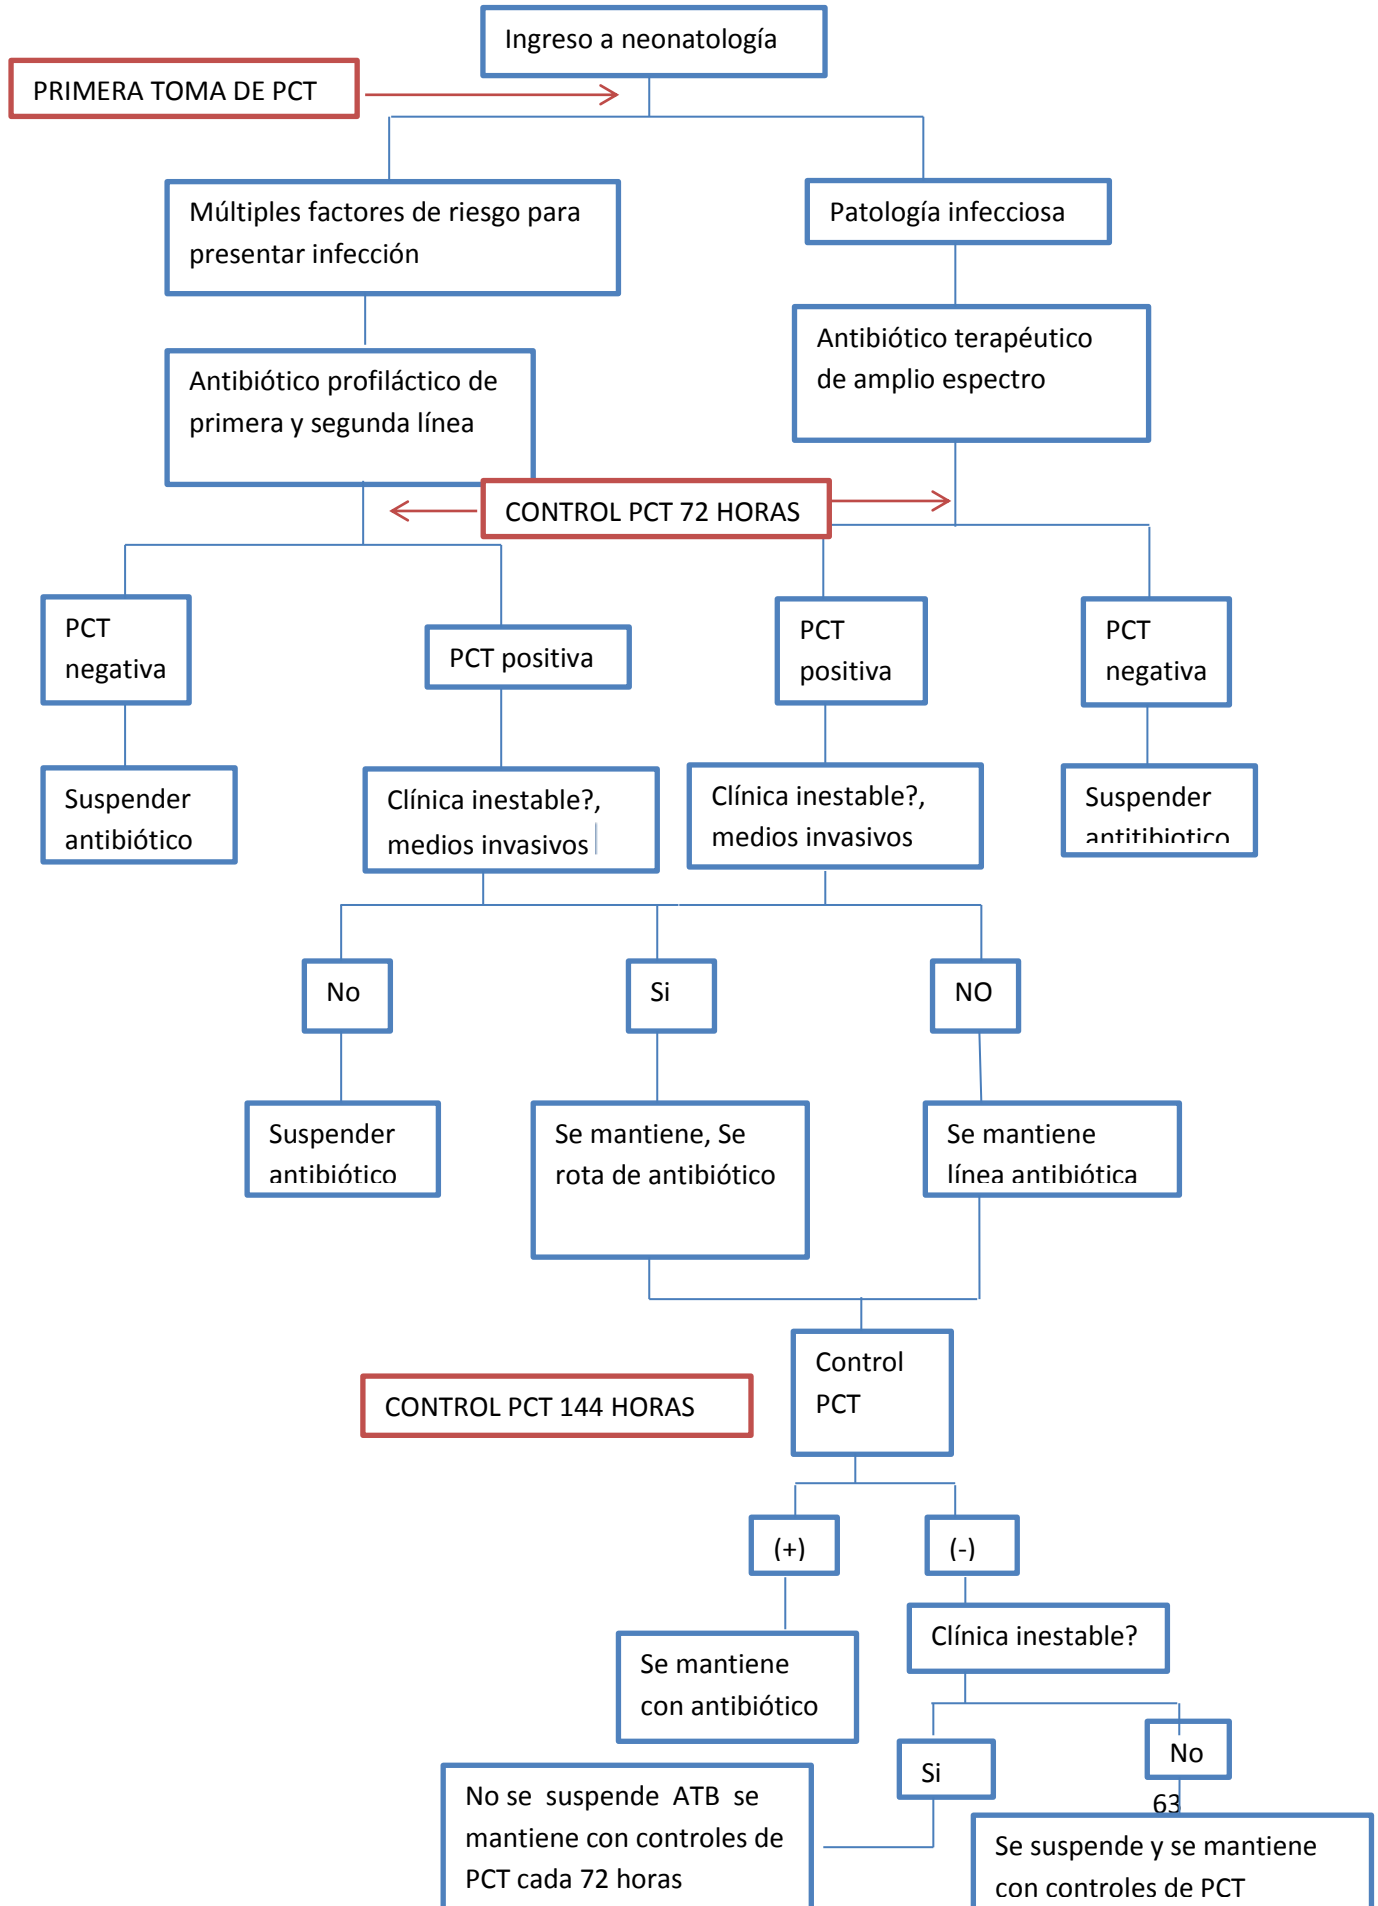 Ingreso a neonatología
PRIMERA TOMA DE PCT
Múltiples factores de riesgo para
presentar infección
Patología infecciosa
Antibiótico terapéutico
de amplio espectro
Antibiótico profiláctico de
primera y segunda línea
CONTROL PCT 72 HORAS
PCT
negativa
PCT positiva
PCT
positiva
PCT
negativa
Suspender
antibiótico
Clínica inestable?,
medios invasivos
Clínica inestable?,
medios invasivos
Suspender
antitibiotico
No
Si
NO
Suspender
antibiótico
Se mantiene, Se
rota de antibiótico
Se mantiene
línea antibiótica
Control
PCT
CONTROL PCT 144 HORAS
(+)
(-)
Clínica inestable?
Se mantiene
con antibiótico
Si
No
63
No se suspende ATB se
mantiene con controles de
PCT cada 72 horas
Se suspende y se mantiene
con controles de PCT